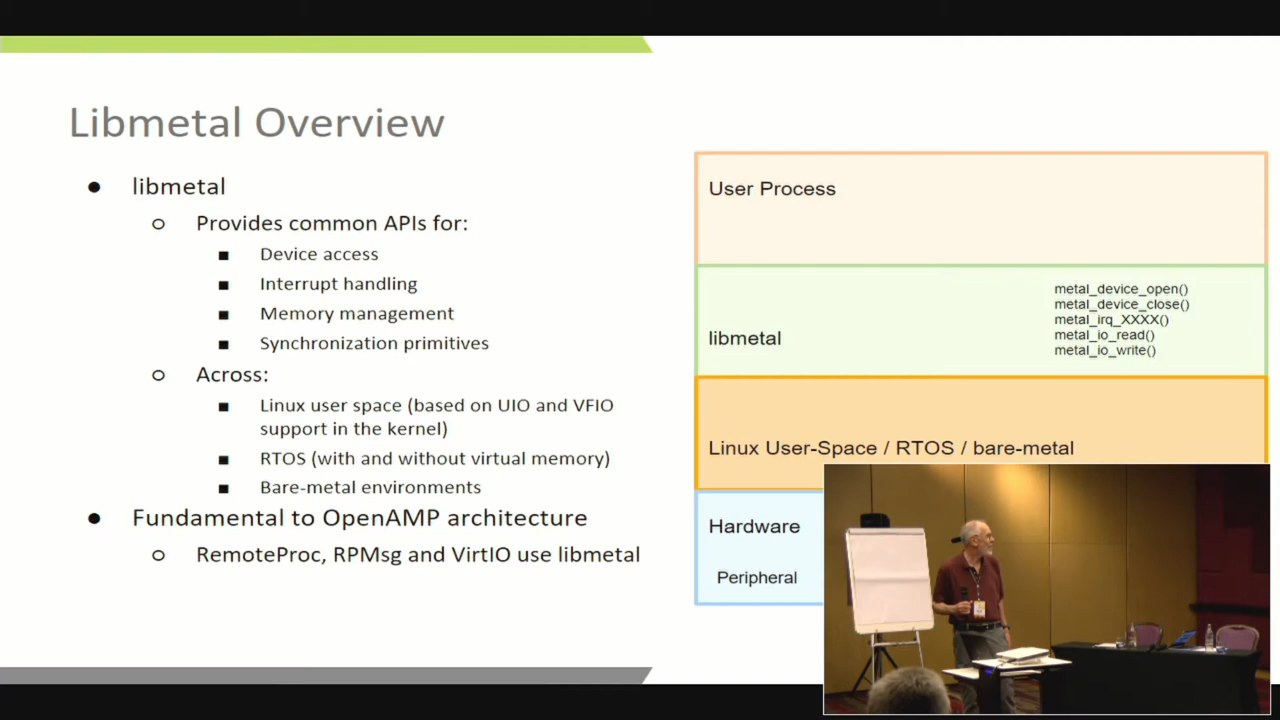 Libmetal Overview
● libmetal
o Provides common APIs for:
■ Device access
■ Interrupt handling
■ Memory management
■ Synchronization primitives
o Across:
■ Linux user space (based on UIO and VFIO
support in the kernel)
■ RTOS (with and without virtual memory)
■ Bare-metal environments
● Fundamental to OpenAMP architecture
o RemoteProc, RPMsg and VirtIO use libmetal
User Process
libmetal
metal_device_open()
metal_device_close()
metal_irq_XXXX()
metal_io_read()
metal_io_write()
Linux User-Space / RTOS / bare-metal
Hardware
Peripheral